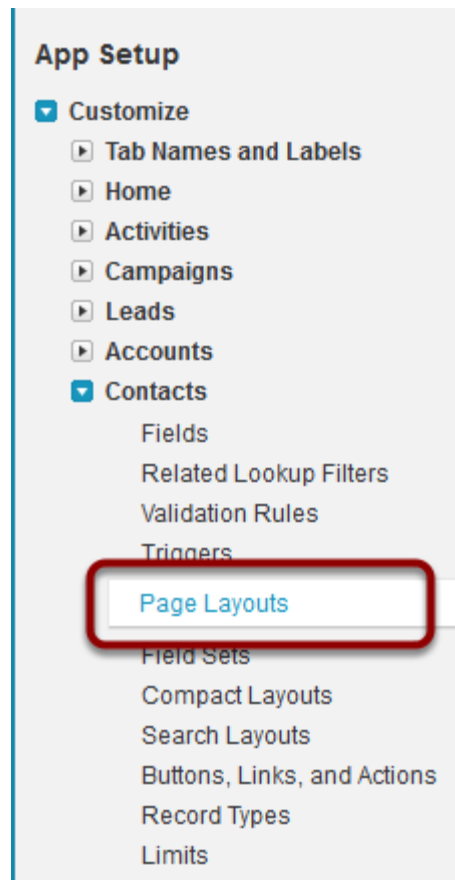 App Setup
Customize
Tab Names and Labels
Home
Activities
Campaigns
Leads
Accounts
Contacts
Fields
Related Lookup Filters
Validation Rules
Triggers
Page Layouts
Field Sets
Compact Layouts
Search Layouts
Buttons, Links, and Actions
Record Types
Limits